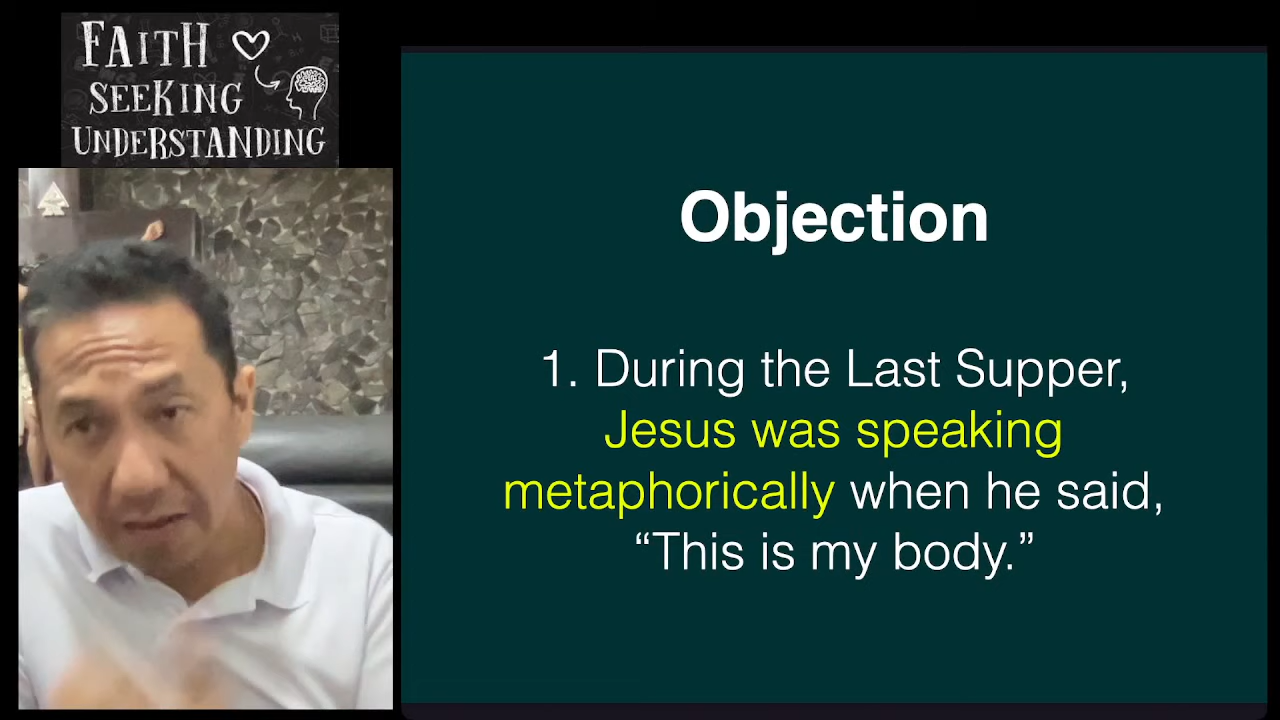 FAITH
SEEKING
UNDERSTANDING
Objection
1. During the Last Supper,
Jesus was speaking
metaphorically when he said,
“This is my body.”